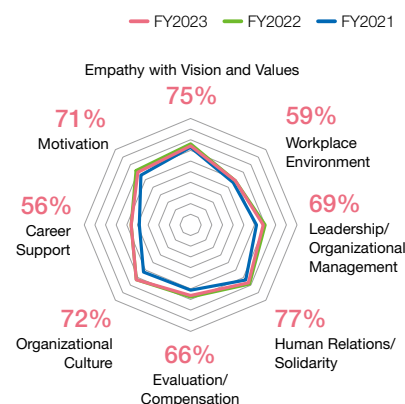 FY2023 FY2022 FY2021
Empathy with Vision and Values
75%
59%
Workplace
Environment
69%
Leadership/
Organizational
Management
77%
Human Relations/
Solidarity
66%
Evaluation/
Compensation
72%
Organizational
Culture
56%
Career
Support
71%
Motivation